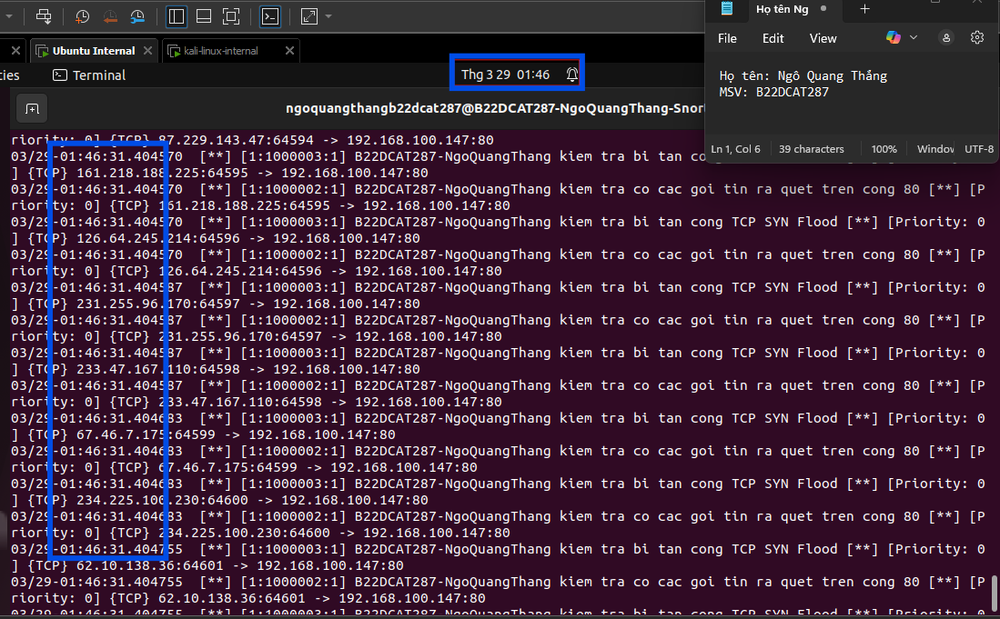 Họ tên Ng
File Edit View
Họ tên: Ngô Quang Thắng
MSV: B22DCAT287
Ln 1, Col 6 39 characters 100% Window UTF-8
Ubuntu Internal kali-linux-internal
ties Terminal Thg 3 29 01:46
ngoquangthangb22dcat287@B22DCAT287-NgoQuangThang-Snort
riority: 0] {TCP} 87.229.143.47:64594 -> 192.168.100.147:80
03/29-01:46:31.404570 [**] [1:1000003:1] B22DCAT287-NgoQuangThang kiem tra bi tan co
] {TCP} 161.218.188.225:64595 -> 192.168.100.147:80
03/29-01:46:31.404570 [**] [1:1000002:1] B22DCAT287-NgoQuangThang kiem tra co cac goi tin ra quet tren cong 80 [**] [P
riority: 0] {TCP} 161.218.188.225:64595 -> 192.168.100.147:80
03/29-01:46:31.404570 [**] [1:1000003:1] B22DCAT287-NgoQuangThang kiem tra bi tan cong TCP SYN Flood [**] [Priority: 0
] {TCP} 126.64.245.214:64596 -> 192.168.100.147:80
03/29-01:46:31.404570 [**] [1:1000002:1] B22DCAT287-NgoQuangThang kiem tra co cac goi tin ra quet tren cong 80 [**] [P
riority: 0] {TCP} 126.64.245.214:64596 -> 192.168.100.147:80
03/29-01:46:31.404587 [**] [1:1000003:1] B22DCAT287-NgoQuangThang kiem tra bi tan cong TCP SYN Flood [**] [Priority: 0
] {TCP} 231.255.96.170:64597 -> 192.168.100.147:80
03/29-01:46:31.404587 [**] [1:1000002:1] B22DCAT287-NgoQuangThang kiem tra co cac goi tin ra quet tren cong 80 [**] [P
riority: 0] {TCP} 231.255.96.170:64597 -> 192.168.100.147:80
03/29-01:46:31.404587 [**] [1:1000003:1] B22DCAT287-NgoQuangThang kiem tra bi tan cong TCP SYN Flood [**] [Priority: 0
] {TCP} 233.47.167.110:64598 -> 192.168.100.147:80
03/29-01:46:31.404587 [**] [1:1000002:1] B22DCAT287-NgoQuangThang kiem tra co cac goi tin ra quet tren cong 80 [**] [P
riority: 0] {TCP} 233.47.167.110:64598 -> 192.168.100.147:80
03/29-01:46:31.404683 [**] [1:1000003:1] B22DCAT287-NgoQuangThang kiem tra bi tan cong TCP SYN Flood [**] [Priority: 0
] {TCP} 67.46.7.175:64599 -> 192.168.100.147:80
03/29-01:46:31.404683 [**] [1:1000002:1] B22DCAT287-NgoQuangThang kiem tra co cac goi tin ra quet tren cong 80 [**] [P
riority: 0] {TCP} 67.46.7.175:64599 -> 192.168.100.147:80
03/29-01:46:31.404683 [**] [1:1000003:1] B22DCAT287-NgoQuangThang kiem tra bi tan cong TCP SYN Flood [**] [Priority: 0
] {TCP} 234.225.100.230:64600 -> 192.168.100.147:80
03/29-01:46:31.404683 [**] [1:1000002:1] B22DCAT287-NgoQuangThang kiem tra co cac goi tin ra quet tren cong 80 [**] [P
riority: 0] {TCP} 234.225.100.230:64600 -> 192.168.100.147:80
03/29-01:46:31.404755 [**] [1:1000003:1] B22DCAT287-NgoQuangThang kiem tra bi tan cong TCP SYN Flood [**] [Priority: 0
] {TCP} 62.10.138.36:64601 -> 192.168.100.147:80
03/29-01:46:31.404755 [**] [1:1000002:1] B22DCAT287-NgoQuangThang kiem tra co cac goi tin ra quet tren cong 80 [**] [P
riority: 0] {TCP} 62.10.138.36:64601 -> 192.168.100.147:80
03/29-01:46:31.404755 [**] [1:1000003:1] B22DCAT287-NgoQuangThang kiem tra bi tan cong TCP SYN Flood [**] [Priority: 0